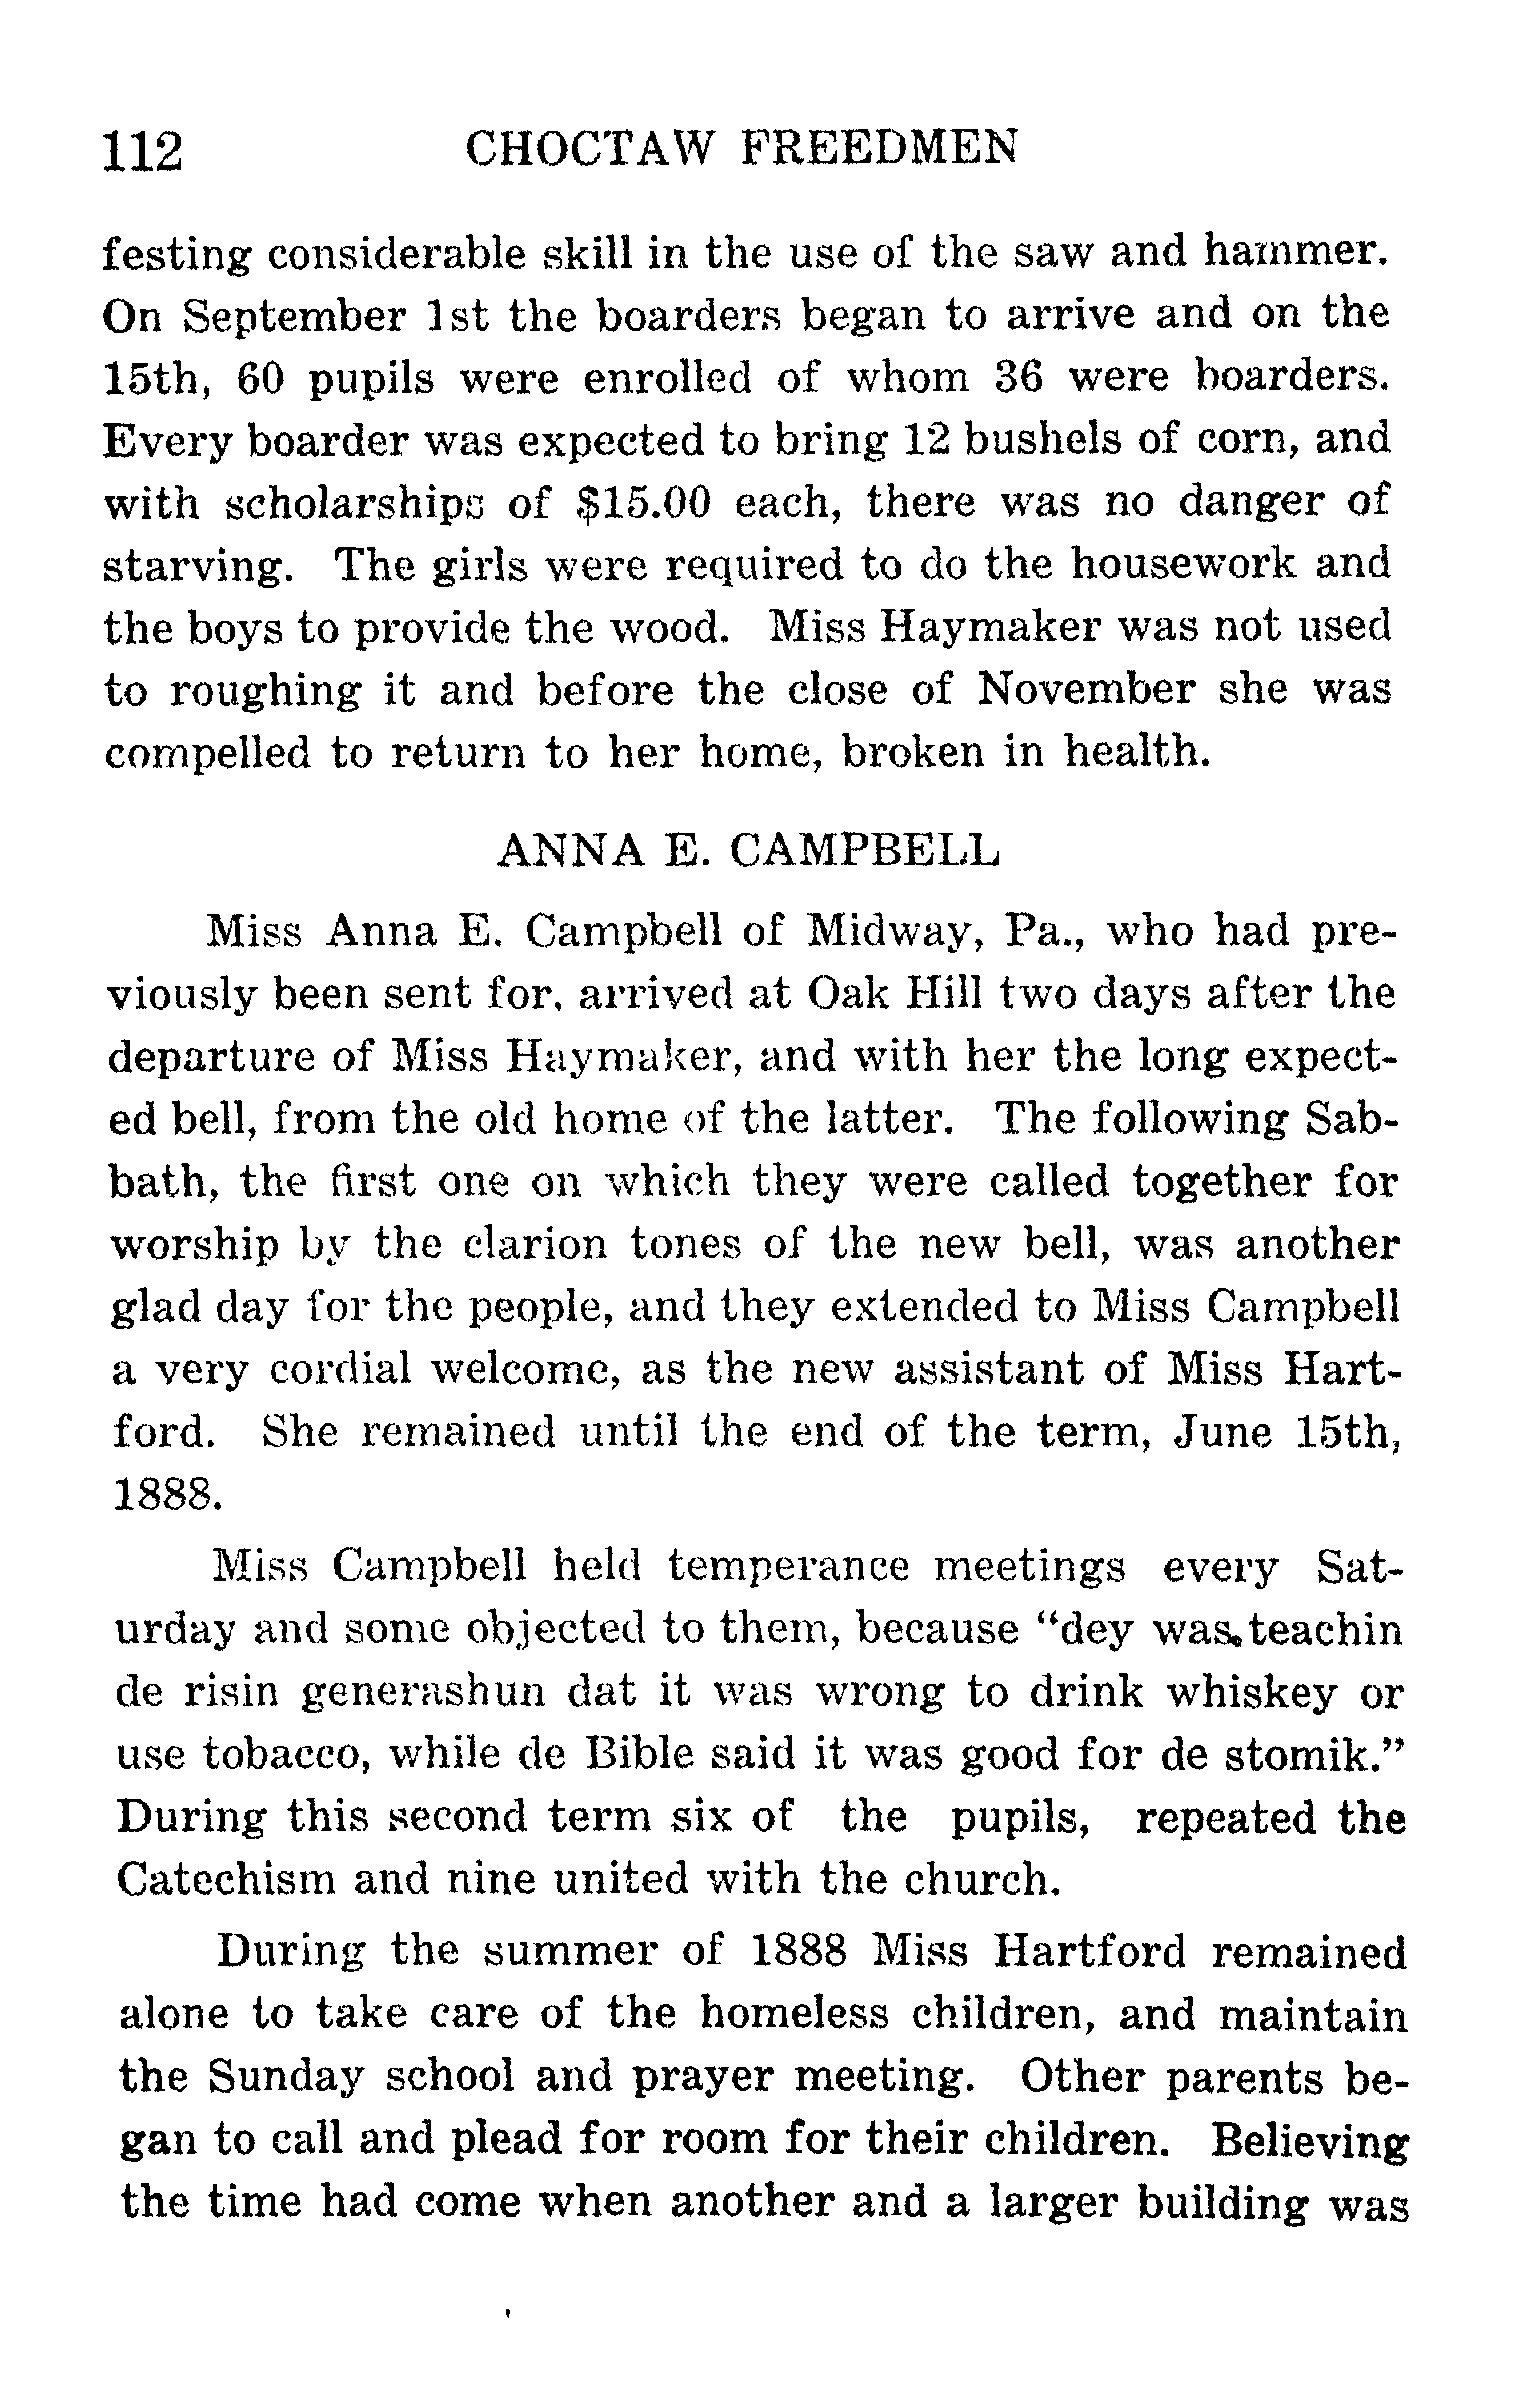 112 CHOCTAW FREEDMEN
festing considerable skill in the use of the saw and hammer.
On September 1st the boarders began to arrive and on the
15th, 60 pupils were enrolled of whom 36 were boarders.
Every boarder was expected to bring 12 bushels of corn, and
with scholarships of $15.00 each, there was no danger of
starving. The girls were required to do the housework and
the boys to provide the wood. Miss Haymaker was not used
to roughing it and before the close of November she was
compelled to return to her home, broken in health.
ANNA E. CAMPBELL
Miss Anna E. Campbell of Midway, Pa., who had pre-
viously been sent for, arrived at Oak Hill two days after the
departure of Miss Haymaker, and with her the long expect-
ed bell, from the old home of the latter. The following Sab-
bath, the first one on which they were called together for
worship by the clarion tones of the new bell, was another
glad day for the people, and they extended to Miss Campbell
a very cordial welcome, as the new assistant of Miss Hart-
ford. She remained until the end of the term, June 15th,
1888.
Miss Campbell held temperance meetings every Sat-
urday and some objected to them, because “dey was teachin
de risin generashun dat it was wrong to drink whiskey or
use tobacco, while de Bible said it was good for de stomik.”
During this second term six of the pupils, repeated the
Catechism and nine united with the church.
During the summer of 1888 Miss Hartford remained
alone to take care of the homeless children, and maintain
the Sunday school and prayer meeting. Other parents be-
gan to call and plead for room for their children. Believing
the time had come when another and a larger building was